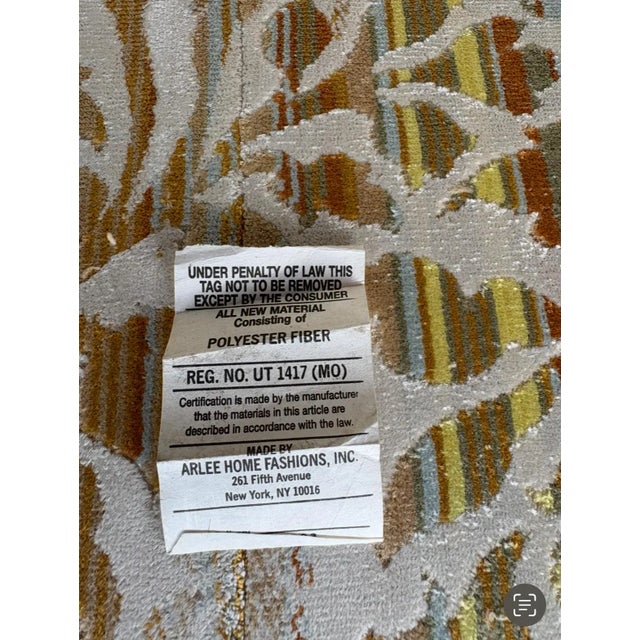 UNDER PENALTY OF LAW THIS
TAG NOT TO BE REMOVED
EXCEPT BY THE CONSUMER
ALL NEW MATERIAL
Consisting of
POLYESTER FIBER
REG. NO. UT 1417 (MO)
Certification is made by the manufacturer
that the materials in this article are
described in accordance with the law.
MADE BY
ARLEE HOME FASHIONS, INC.
261 Fifth Avenue
New York, NY 10016